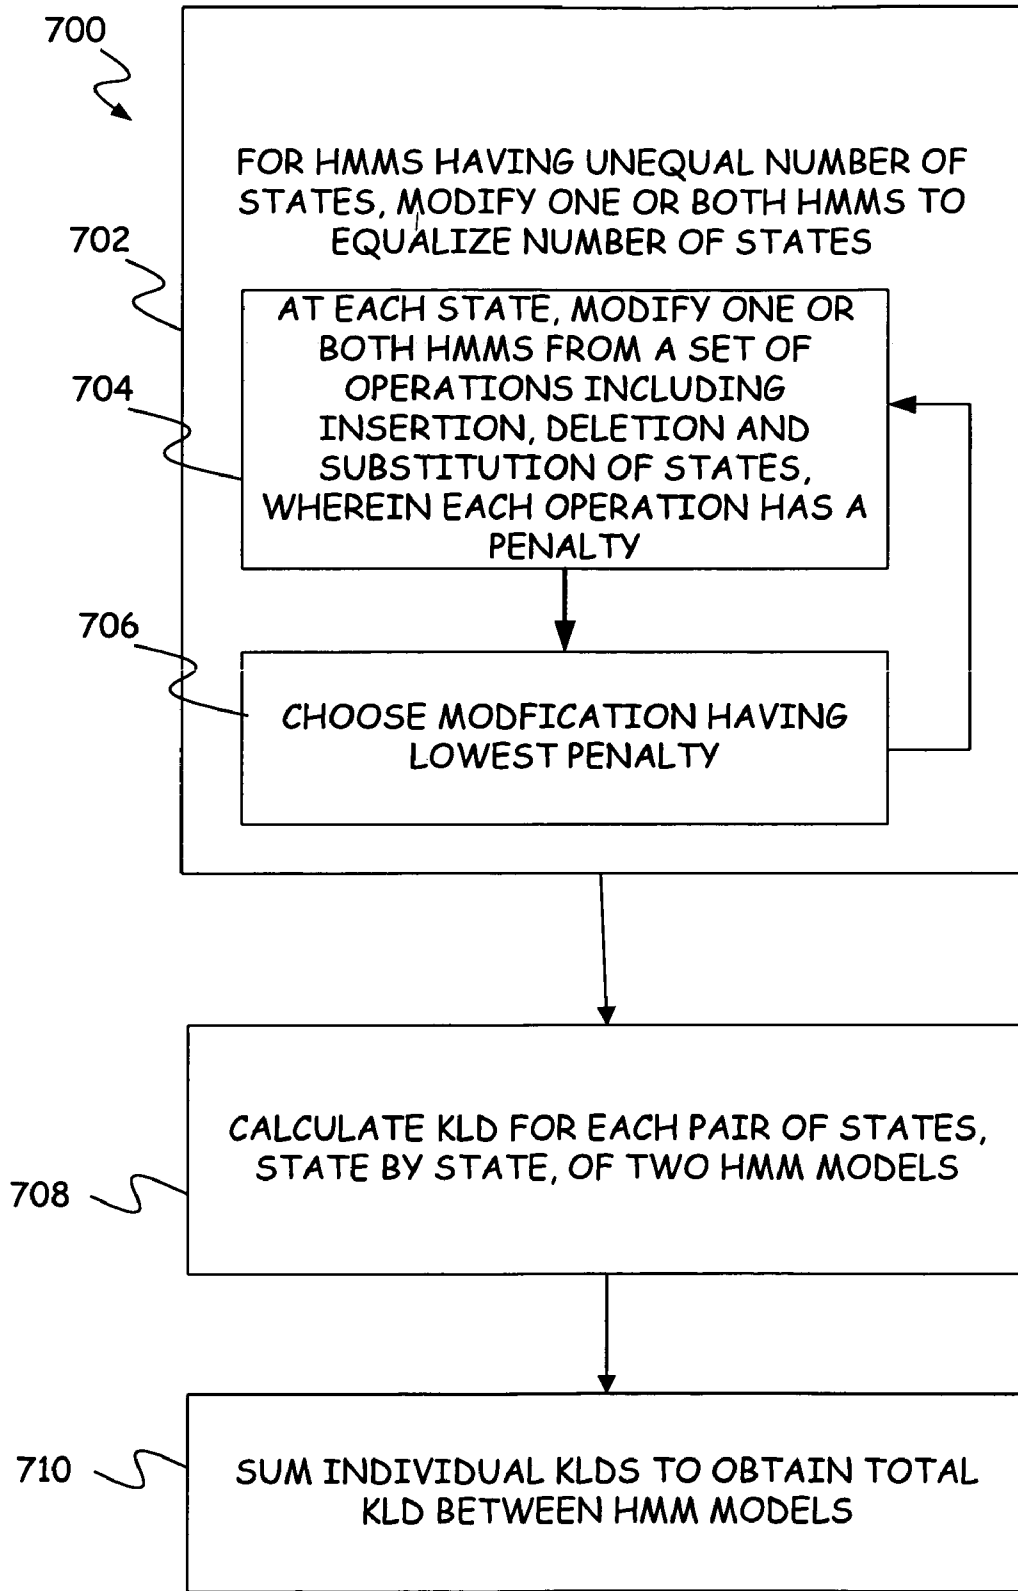 700
FOR HMMS HAVING UNEQUAL NUMBER OF
STATES, MODIFY ONE OR BOTH HMMS TO
EQUALIZE NUMBER OF STATES
702
AT EACH STATE, MODIFY ONE OR
BOTH HMMS FROM A SET OF
OPERATIONS INCLUDING
INSERTION, DELETION AND
SUBSTITUTION OF STATES,
WHEREIN EACH OPERATION HAS A
PENALTY
704
706
CHOOSE MODFICATION HAVING
LOWEST PENALTY
CALCULATE KLD FOR EACH PAIR OF STATES,
STATE BY STATE, OF TWO HMM MODELS
708
SUM INDIVIDUAL KLDS TO OBTAIN TOTAL
KLD BETWEEN HMM MODELS
710